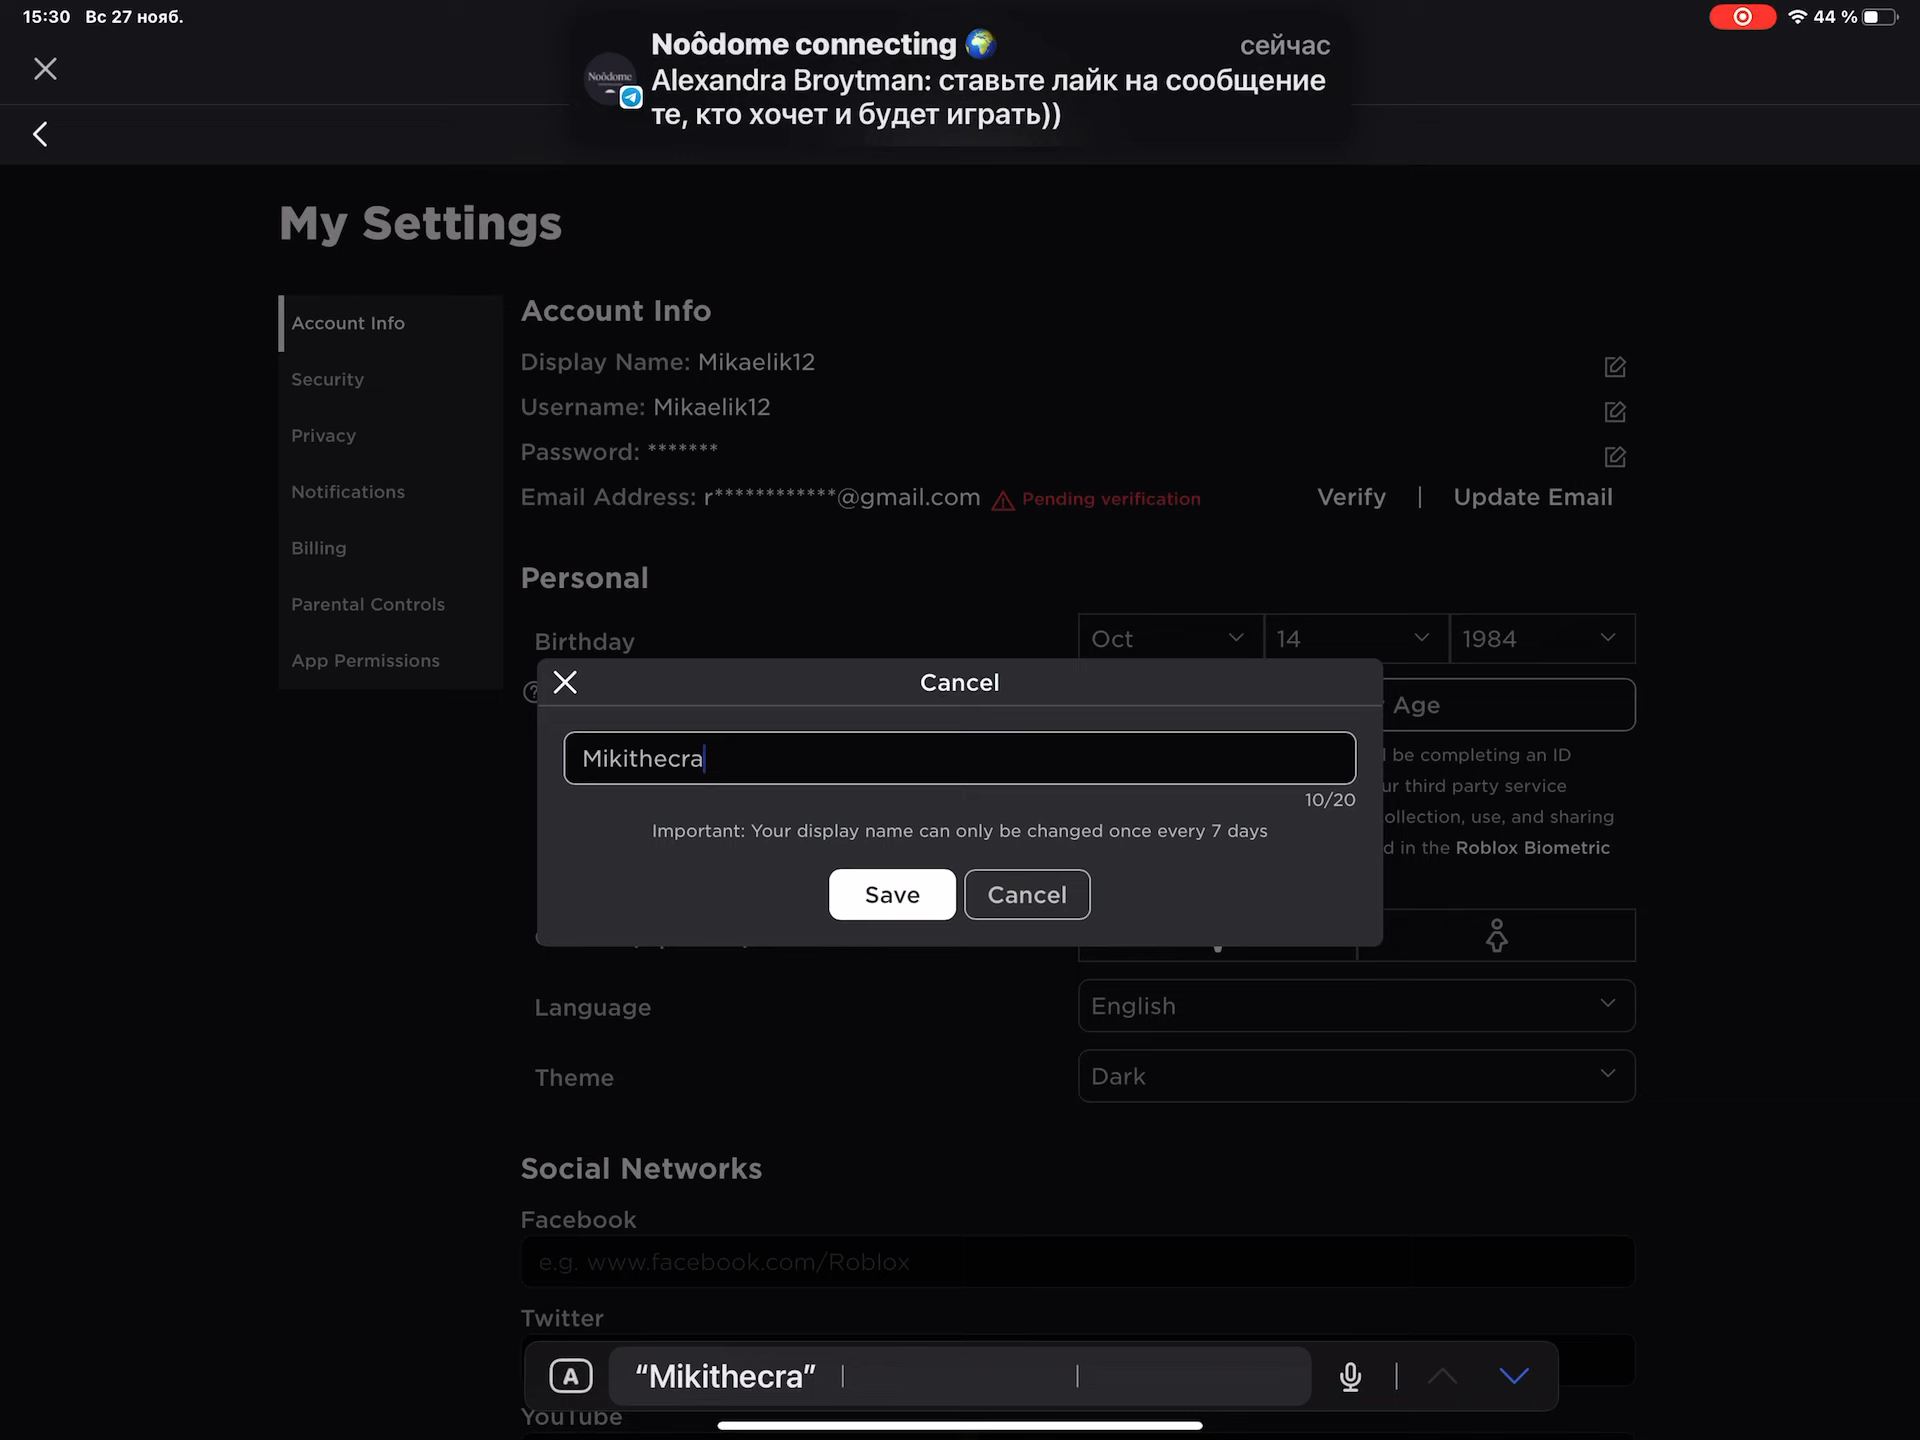 15:30 Вс 27 нояб.
44 %
Noôdome connecting 🌍 сейчас
Noôdome
Alexandra Broytman: ставьте лайк на сообщение
те, кто хочет и будет играть))
My Settings
Account Info
Security
Privacy
Notifications
Billing
Parental Controls
App Permissions
Account Info
Display Name: Mikaelik12
Username: Mikaelik12
Password: *******
Email Address: r************@gmail.com Pending verification Verify | Update Email
Personal
Birthday Oct 14 1984
Age
be completing an ID
third party service
use, and sharing
in the Roblox Biometric
Cancel
Mikithecra
10/20
Important: Your display name can only be changed once every 7 days
Save Cancel
Language English
Theme Dark
Social Networks
Facebook
e.g. www.facebook.com/Roblox
Twitter
A “Mikithecra”
YouTube